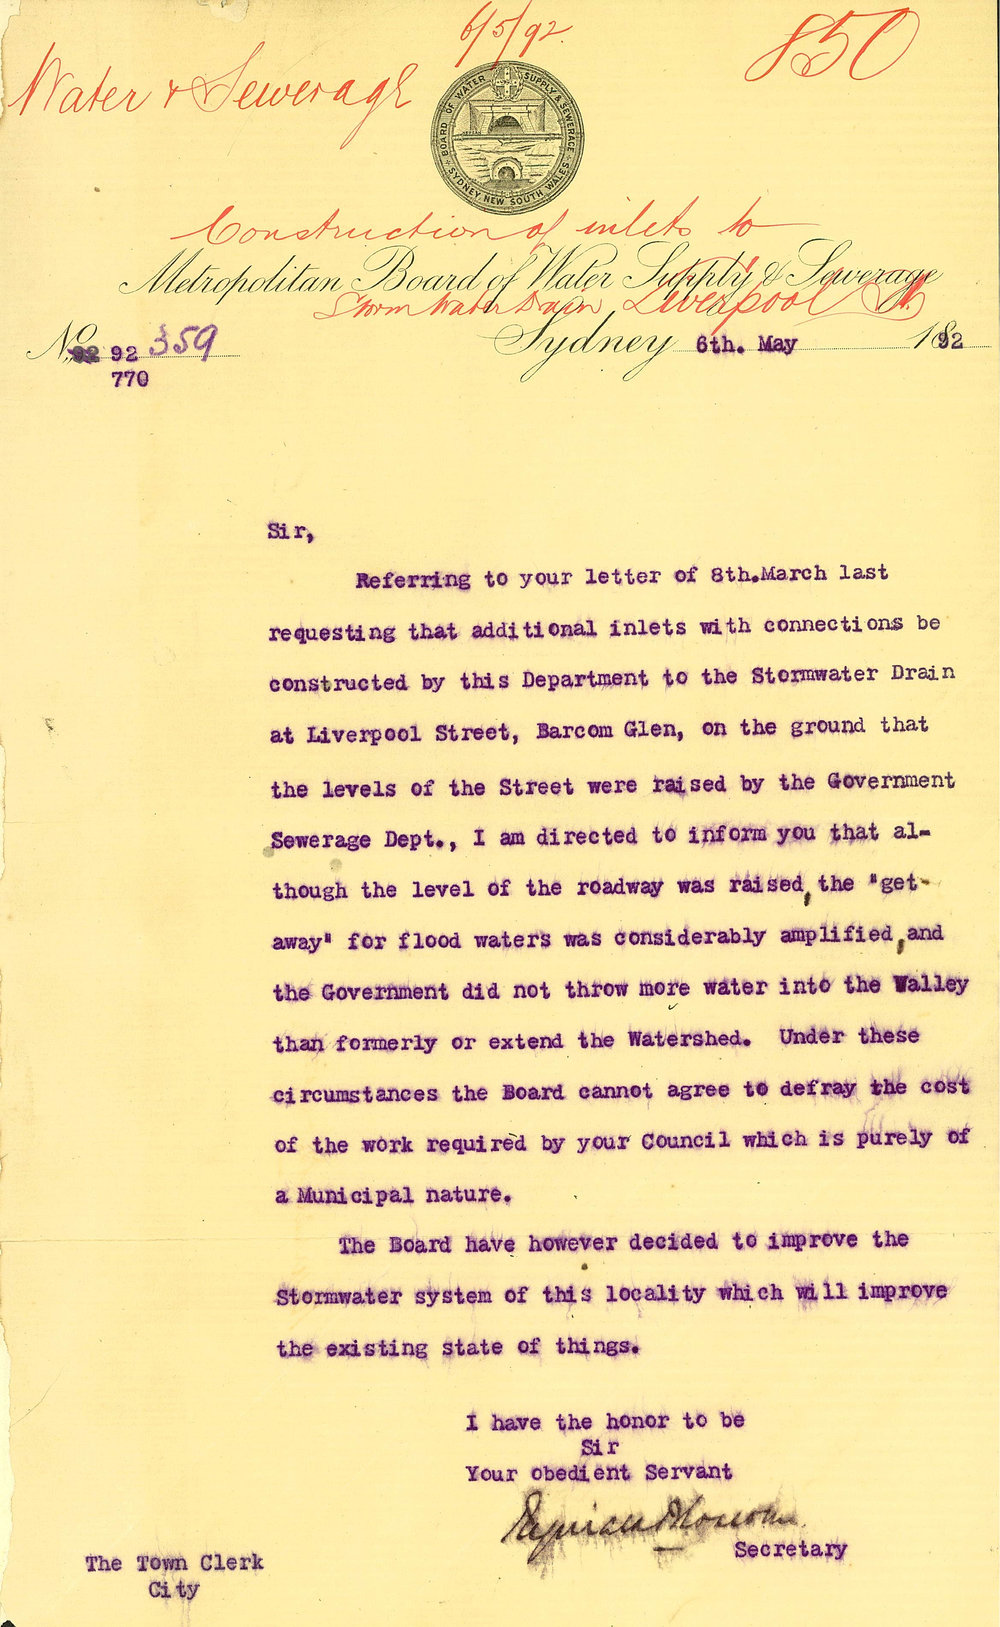 6/5/92.
850
Water & Sewerage
BOARD OF WATER SUPPLY & SEWERAGE
SYDNEY, NEW SOUTH WALES
Construction of inlets to
Metropolitan Board of Water Supply & Sewerage
Storm Water Drain Liverpool St.
No. 92 92 359
Sydney 6th. May 1892
770
Sir,
Referring to your letter of 8th.March last
requesting that additional inlets with connections be
constructed by this Department to the Stormwater Drain
at Liverpool Street, Barcom Glen, on the ground that
the levels of the Street were raised by the Government
Sewerage Dept., I am directed to inform you that al-
though the level of the roadway was raised, the "get-
away" for flood waters was considerably amplified, and
the Government did not throw more water into the Valley
than formerly or extend the Watershed. Under these
circumstances the Board cannot agree to defray the cost
of the work required by your Council which is purely of
a Municipal nature.
The Board have however decided to improve the
Stormwater system of this locality which will improve
the existing state of things.
I have the honor to be
Sir
Your obedient Servant
Secretary
The Town Clerk
City